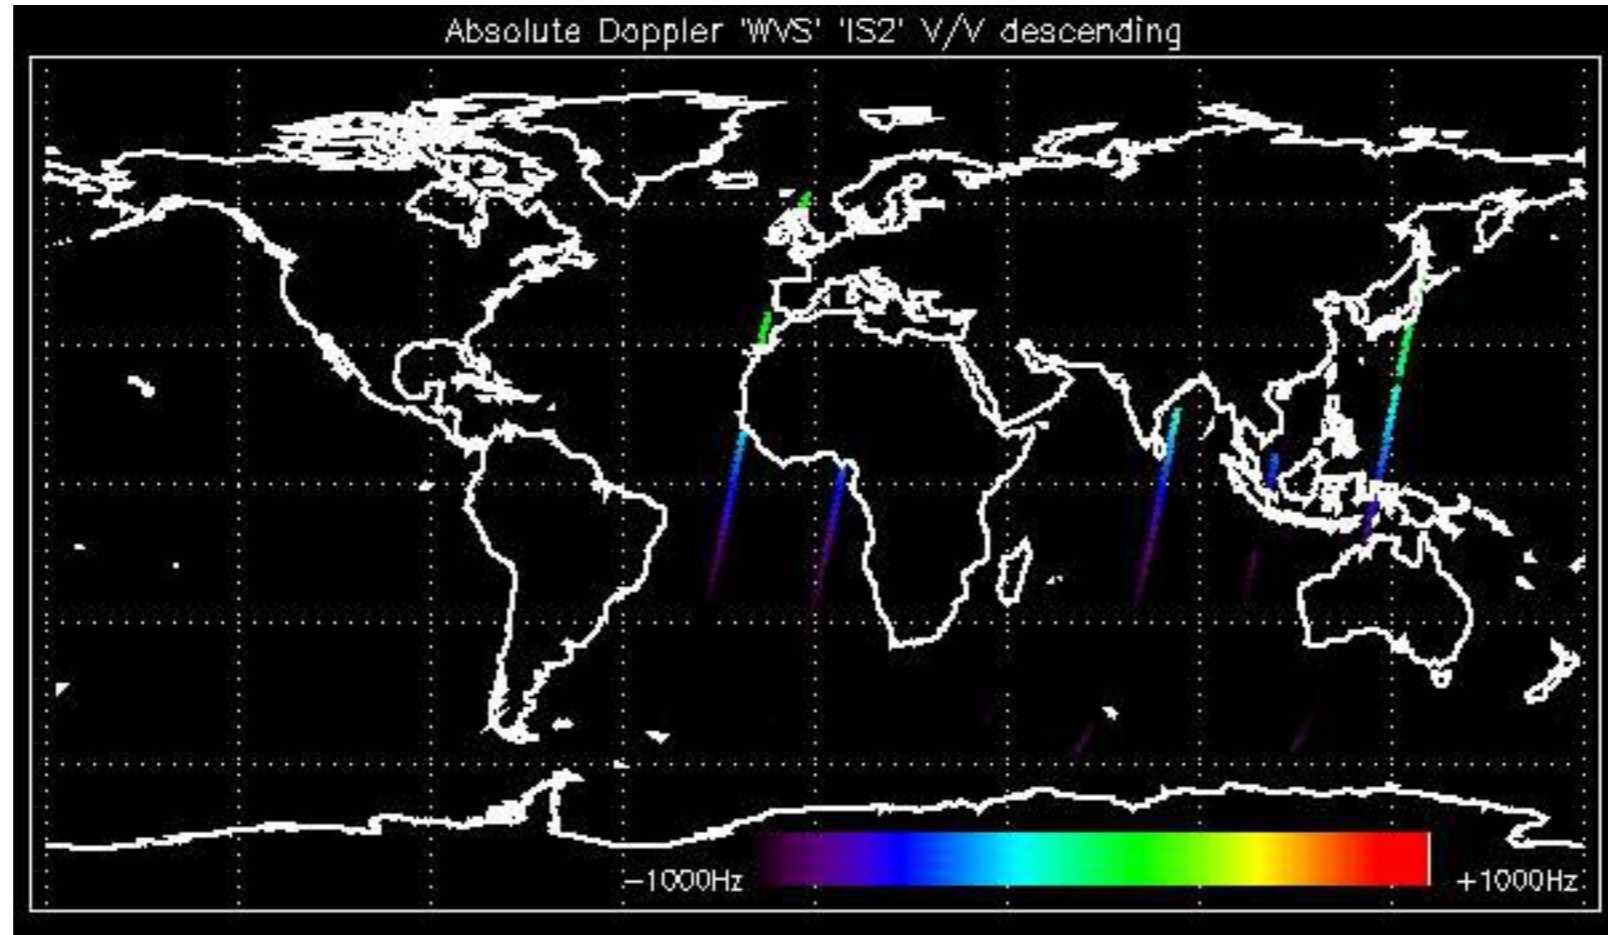 Absolute Doppler 'WVS' 'IS2' V/V descending
−1000Hz
+1000Hz